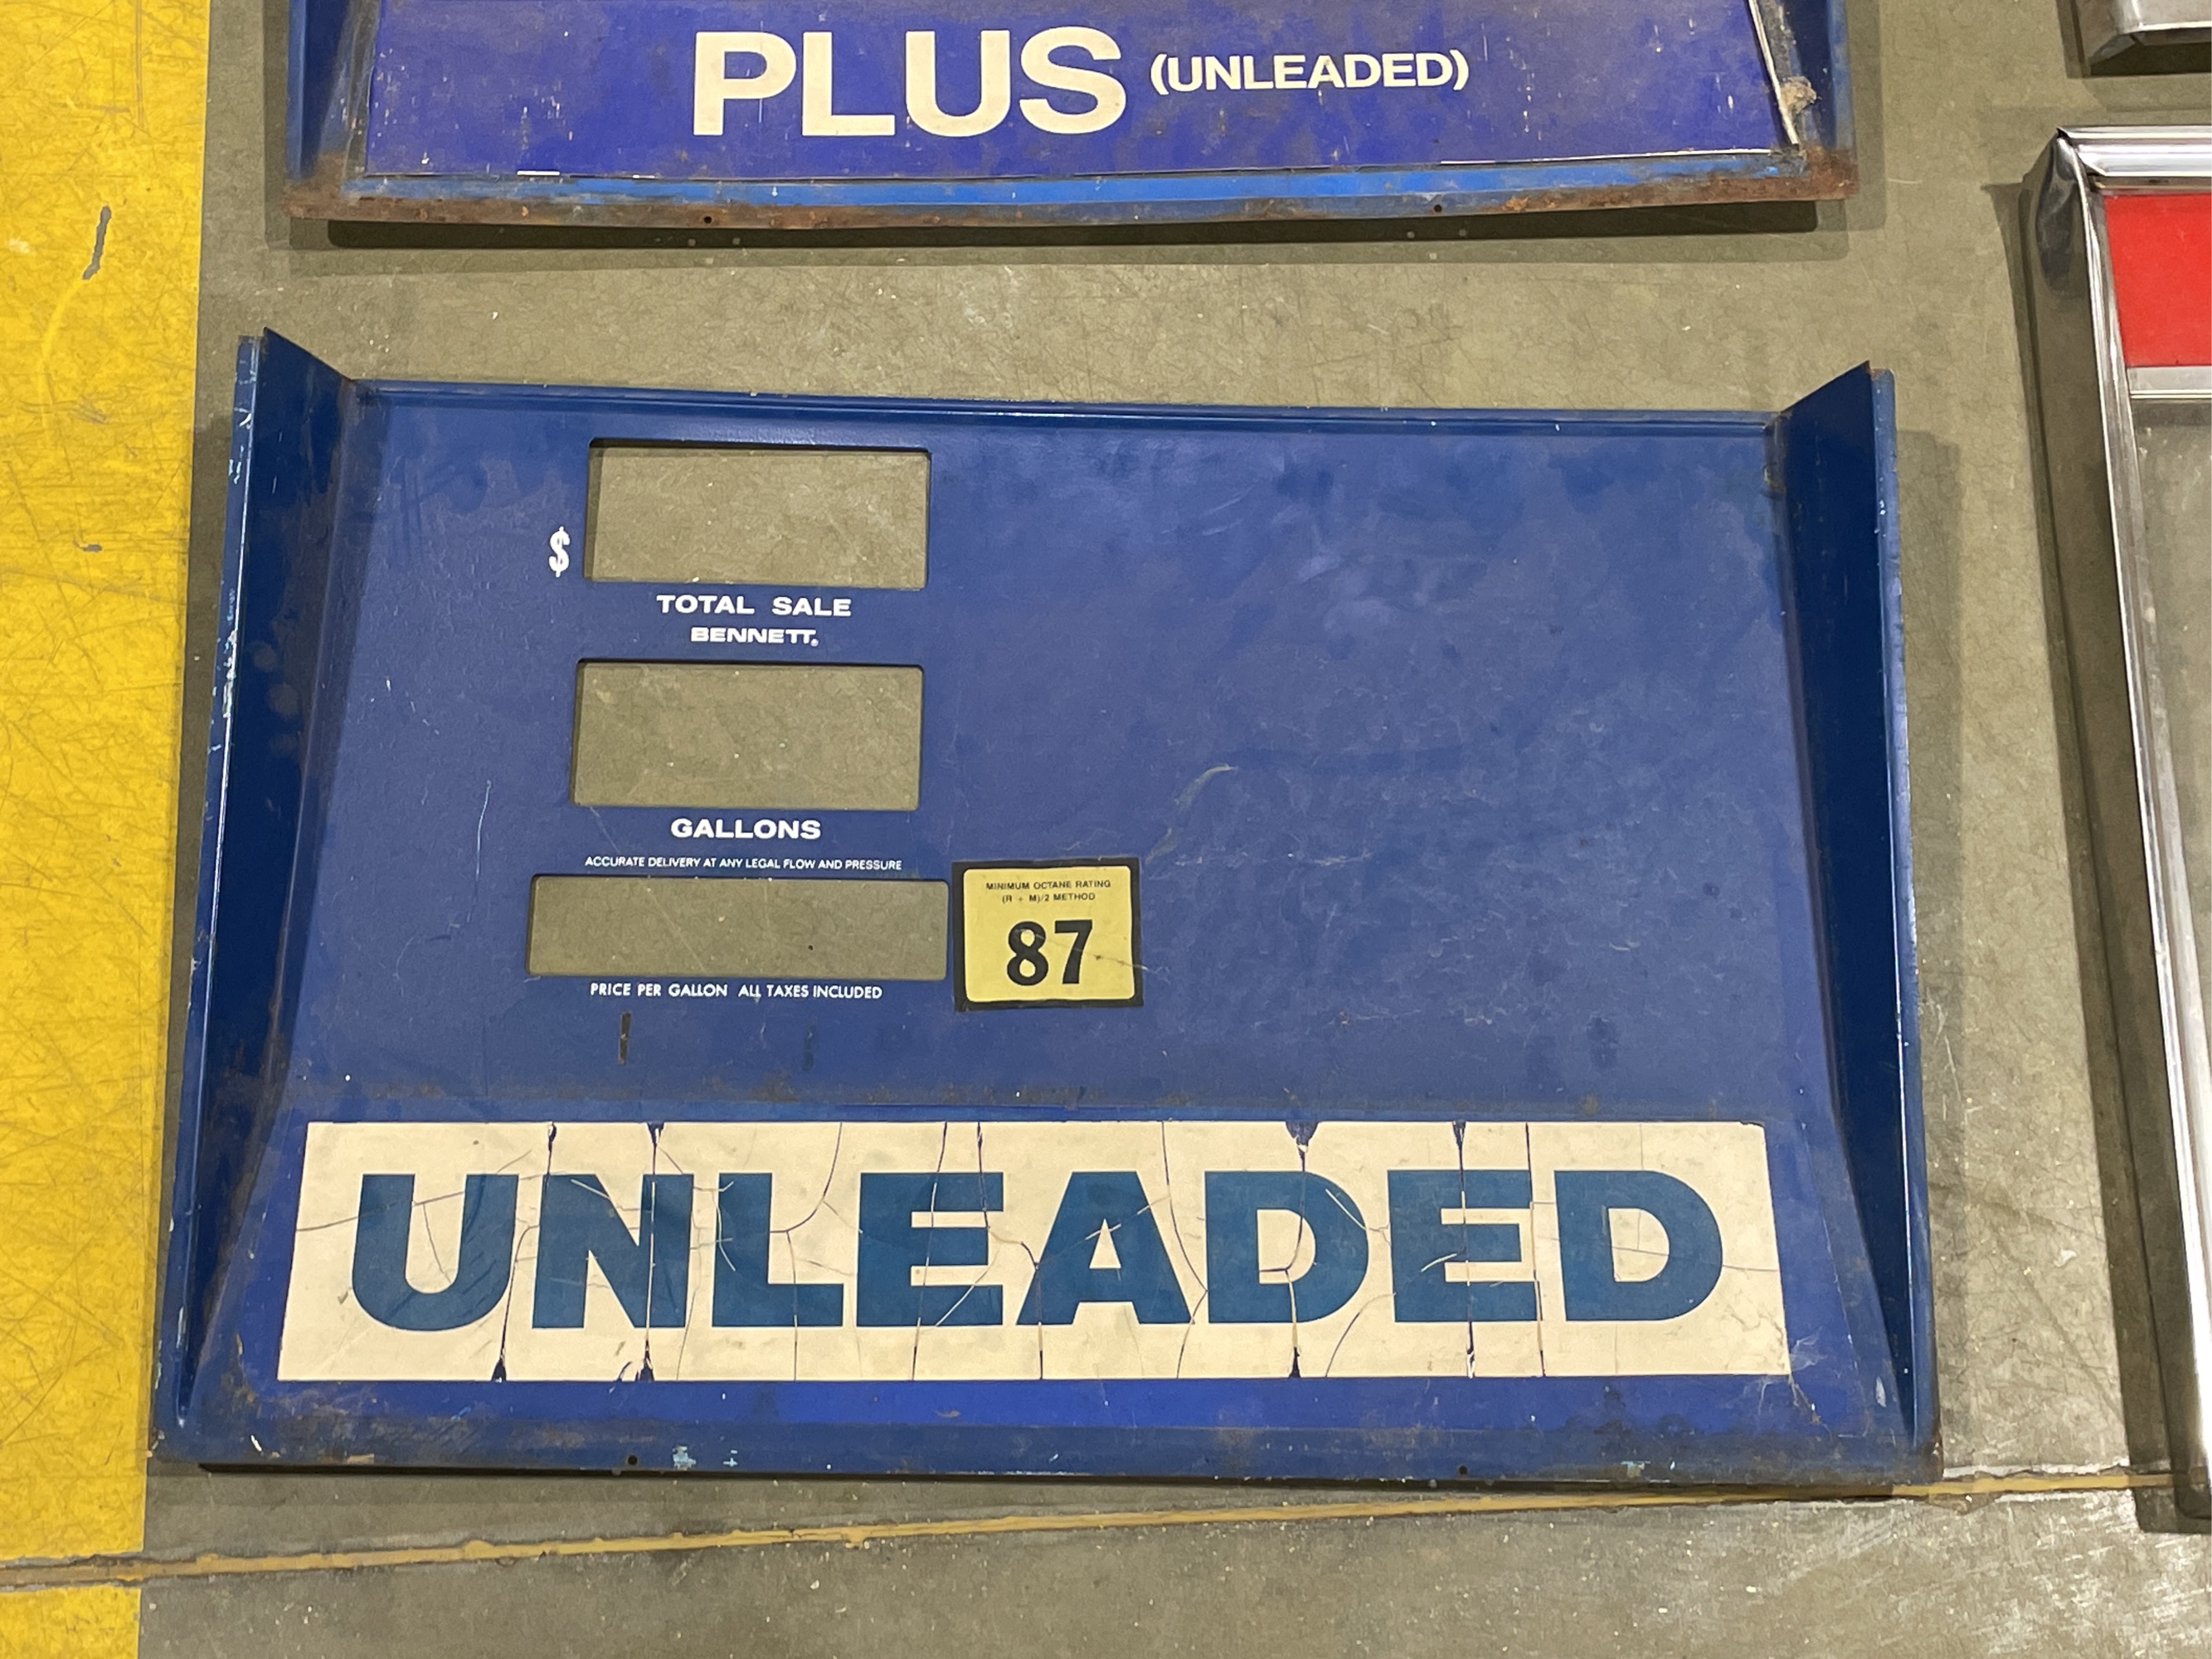 PLUS (UNLEADED)
$
TOTAL SALE
BENNETT®
GALLONS
ACCURATE DELIVERY AT ANY LEGAL FLOW AND PRESSURE
MINIMUM OCTANE RATING
(R + M)/2 METHOD
87
PRICE PER GALLON ALL TAXES INCLUDED
UNLEADED